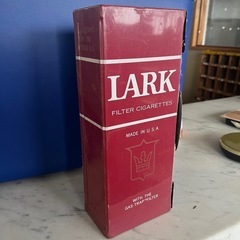 LARK
FILTER CIGARETTES
MADE IN U.S.A.
WITH THE
GAS TRAP FILTER